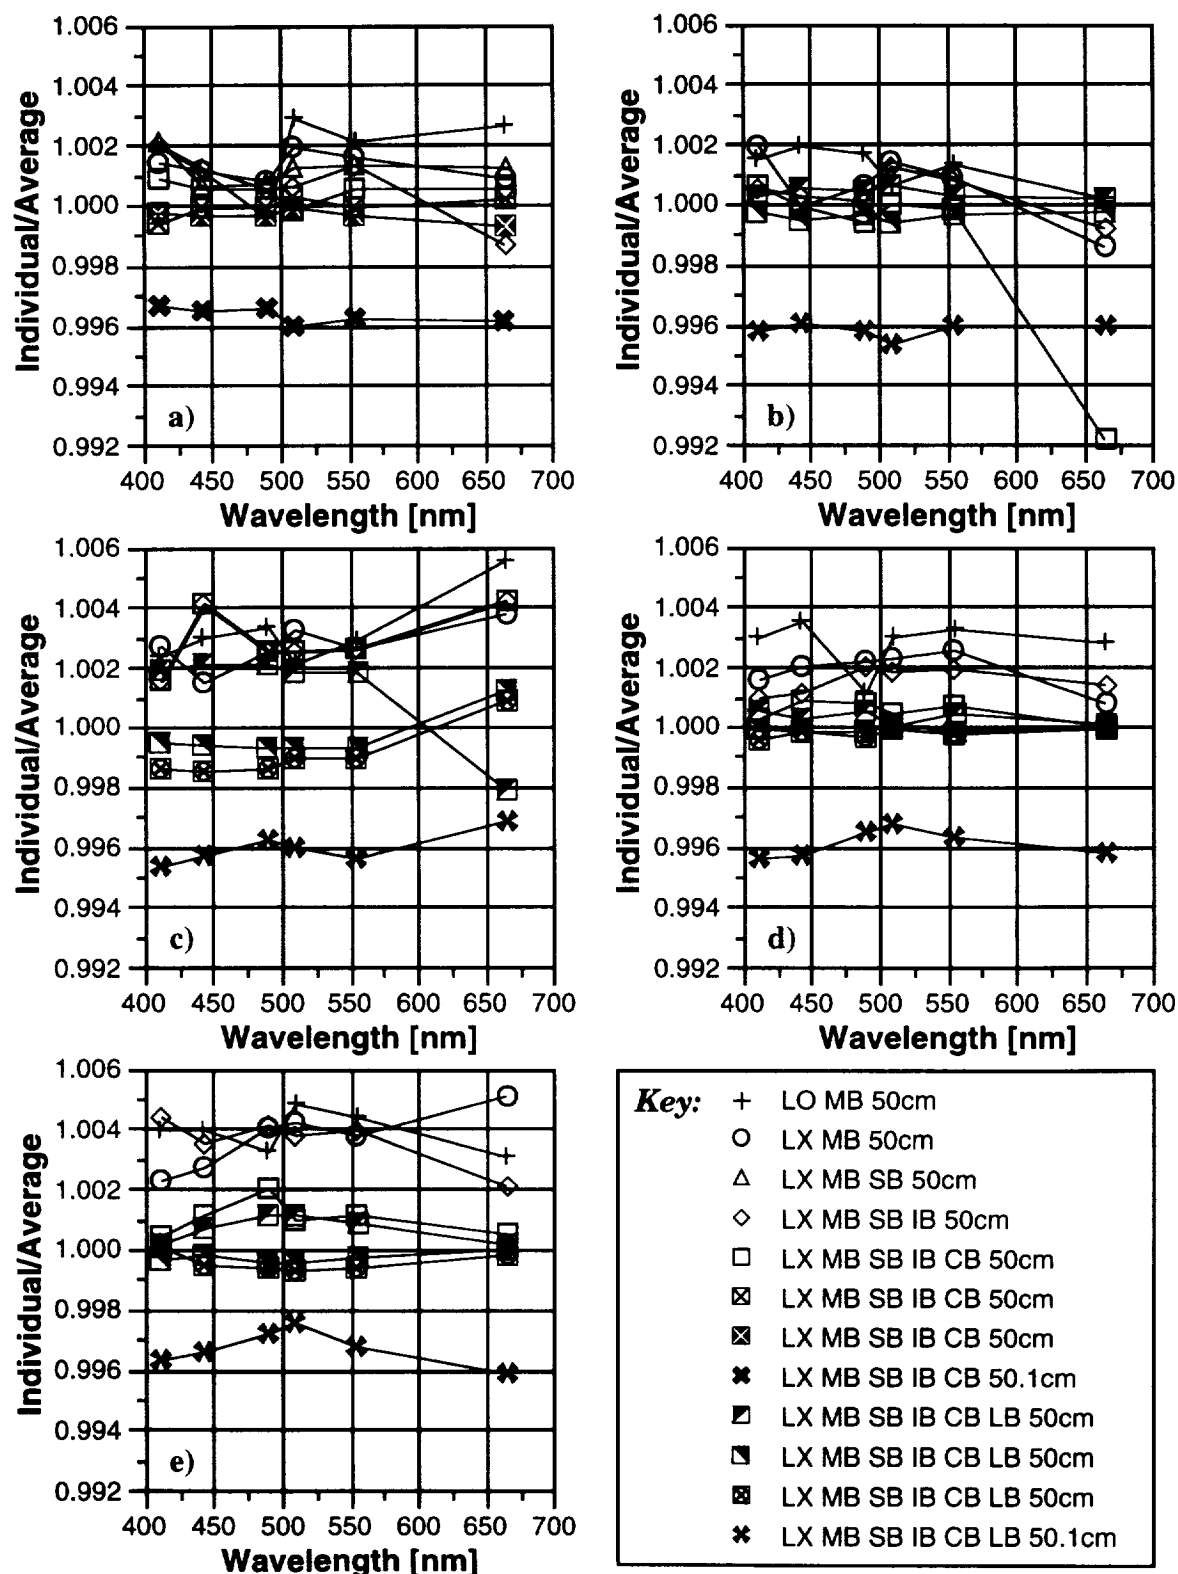 1.006
1.004
1.002
1.000
0.998
0.996
0.994
0.992
Individual/Average
a)
400 450 500 550 600 650 700
Wavelength [nm]
1.006
1.004
1.002
1.000
0.998
0.996
0.994
0.992
Individual/Average
b)
400 450 500 550 600 650 700
Wavelength [nm]
1.006
1.004
1.002
1.000
0.998
0.996
0.994
0.992
Individual/Average
c)
400 450 500 550 600 650 700
Wavelength [nm]
1.006
1.004
1.002
1.000
0.998
0.996
0.994
0.992
Individual/Average
d)
400 450 500 550 600 650 700
Wavelength [nm]
1.006
1.004
1.002
1.000
0.998
0.996
0.994
0.992
Individual/Average
e)
400 450 500 550 600 650 700
Wavelength [nm]
Key: LO MB 50cm
LX MB 50cm
LX MB SB 50cm
LX MB SB IB 50cm
LX MB SB IB CB 50cm
LX MB SB IB CB 50cm
LX MB SB IB CB 50cm
LX MB SB IB CB 50.1cm
LX MB SB IB CB LB 50cm
LX MB SB IB CB LB 50cm
LX MB SB IB CB LB 50cm
LX MB SB IB CB LB 50.1cm